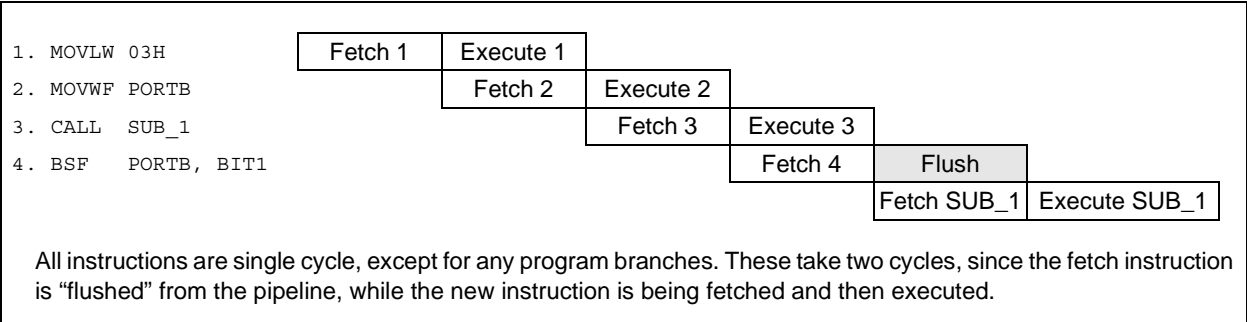 1. MOVLW 03H Fetch 1 Execute 1
2. MOVWF PORTB Fetch 2 Execute 2
3. CALL SUB_1 Fetch 3 Execute 3
4. BSF PORTB, BIT1 Fetch 4 Flush
Fetch SUB_1 Execute SUB_1
All instructions are single cycle, except for any program branches. These take two cycles, since the fetch instruction
is “flushed” from the pipeline, while the new instruction is being fetched and then executed.